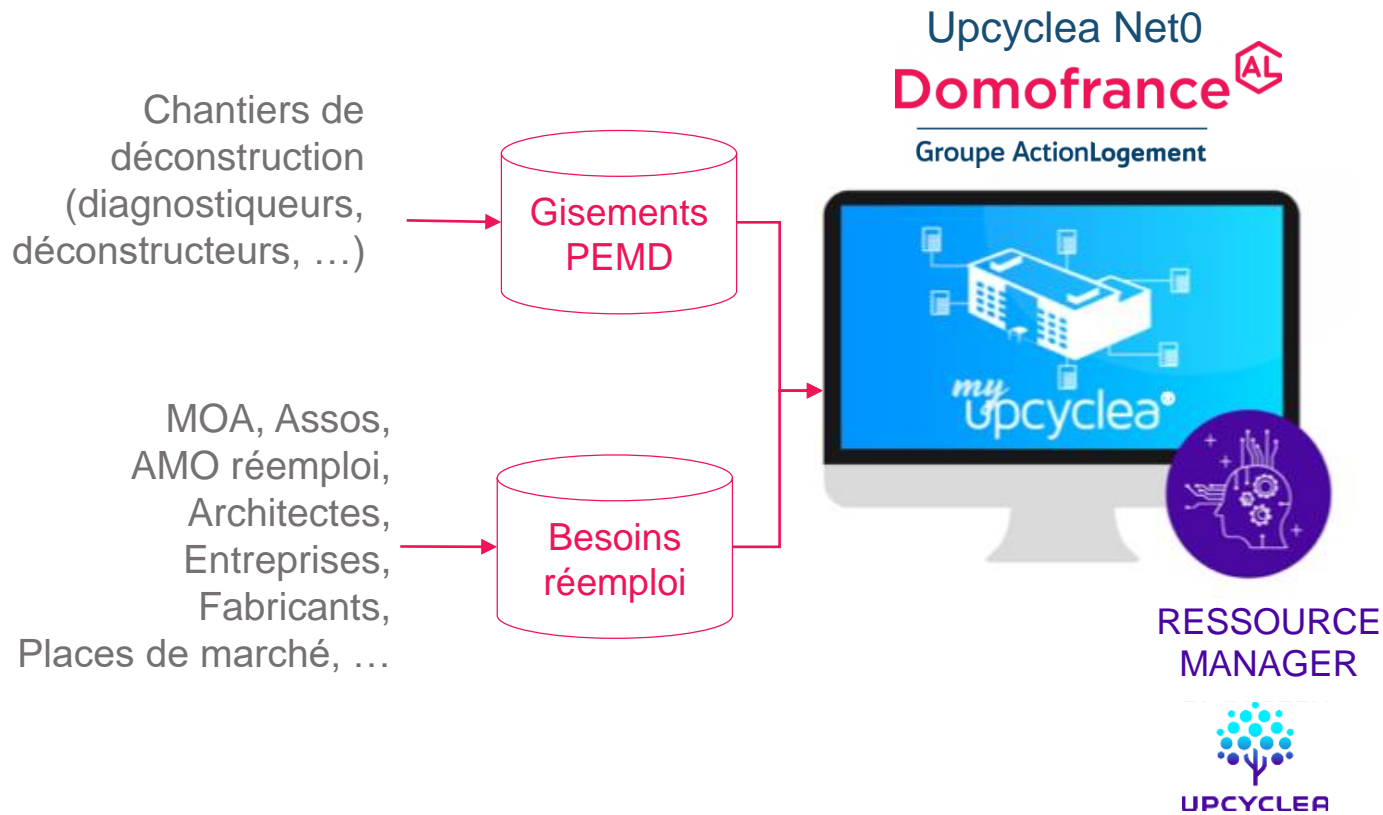 Upcyclea Net0
Domofrance
AL
Groupe ActionLogement
Chantiers de
déconstruction
(diagnostiqueurs,
déconstructeurs, …)
Gisements
PEMD
my
upcyclea®
MOA, Assos,
AMO réemploi,
Architectes,
Entreprises,
Fabricants,
Places de marché, …
Besoins
réemploi
RESSOURCE
MANAGER
UPCYCLEA